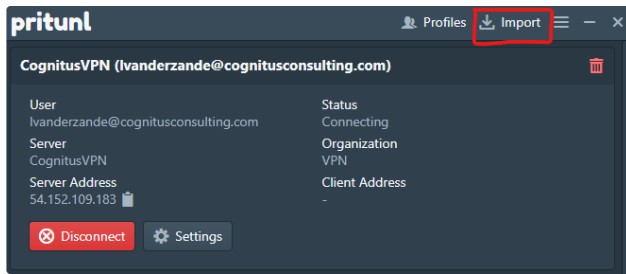 pritunl Profiles Import
CognitusVPN (lvanderzande@cognitusconsulting.com)
User Status
lvanderzande@cognitusconsulting.com Connecting
Server Organization
CognitusVPN VPN
Server Address Client Address
54.152.109.183 -
Disconnect Settings